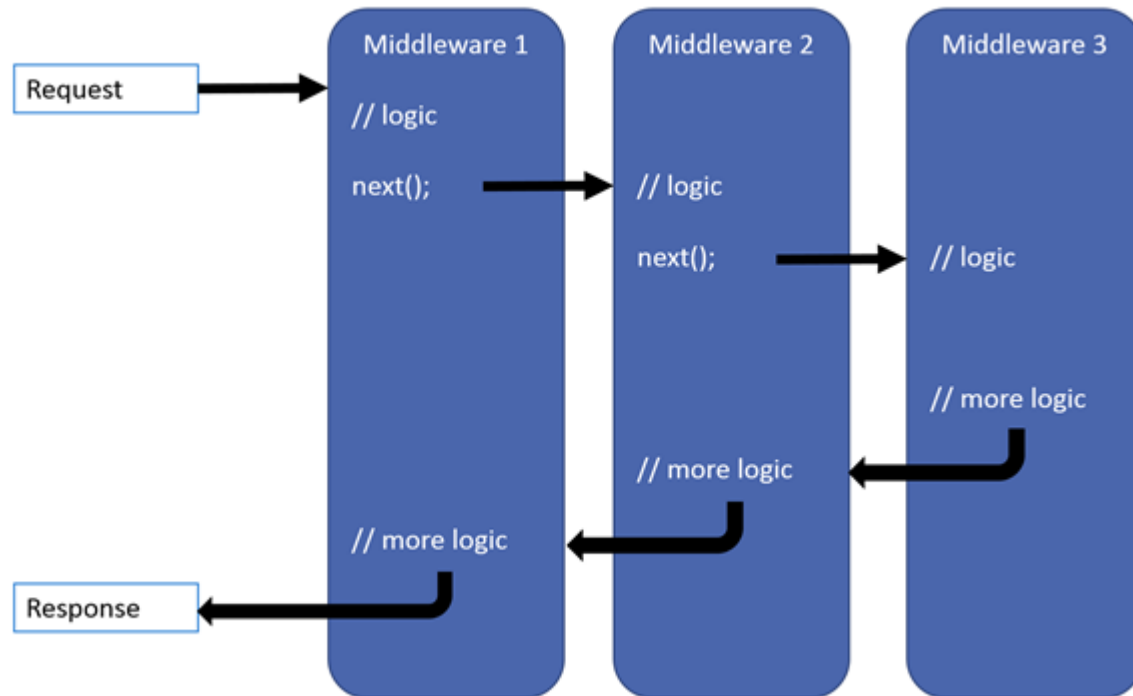 Middleware 1
Middleware 2
Middleware 3
Request
// logic
next();
// logic
next();
// logic
// more logic
// more logic
// more logic
Response